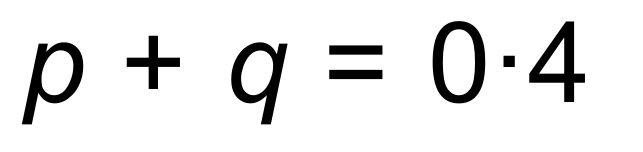 p + q = 0·4